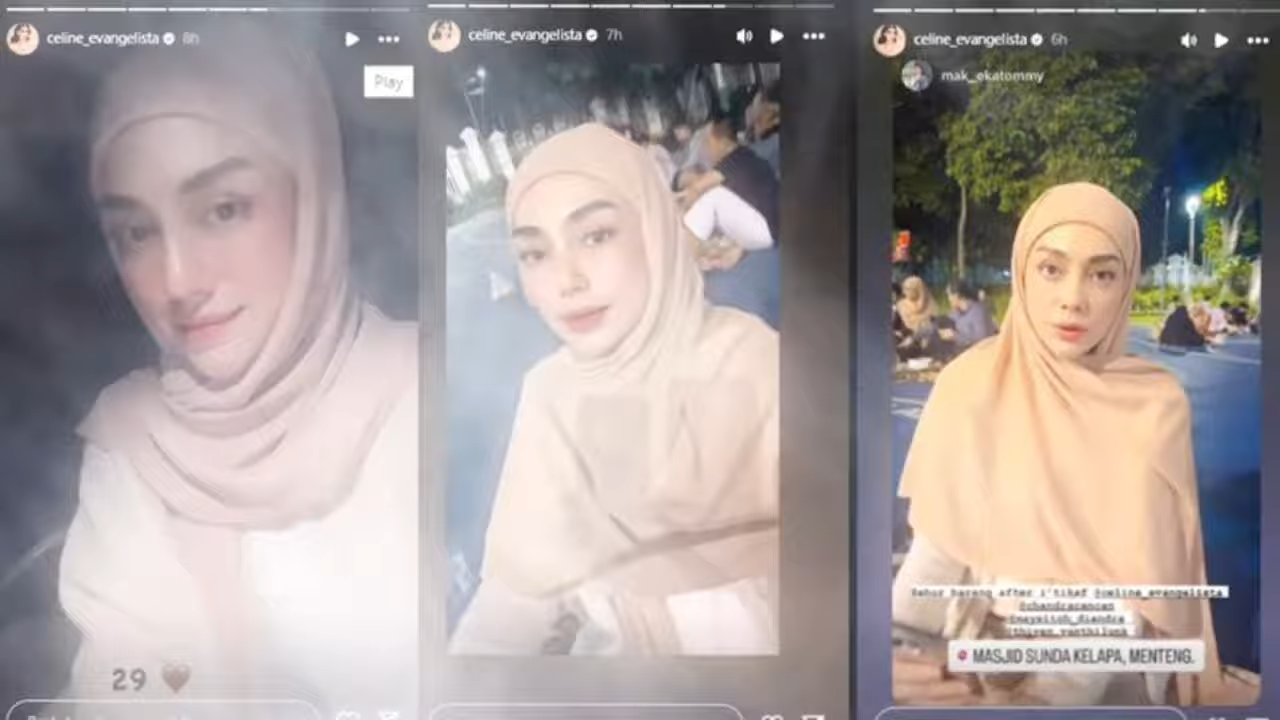 celine_evangelista 8h
Play
29
celine_evangelista 7h
celine_evangelista 6h
mak_ekatommy
Sahur bareng after i'tikaf @celine_evangelista
@chandracancan
MASJID SUNDA KELAPA, MENTENG.